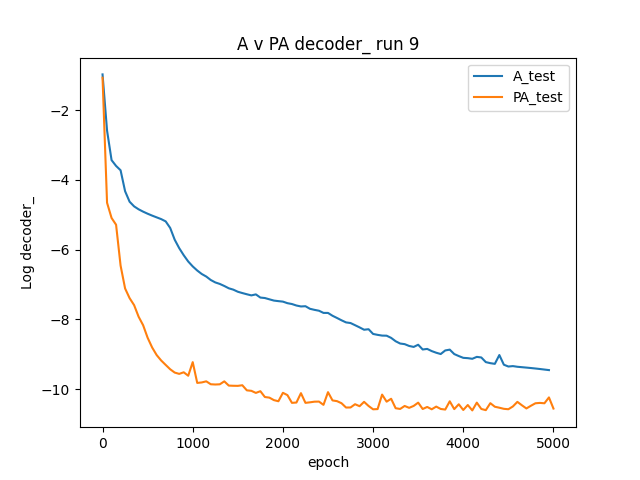 A v PA decoder_ run 9
A_test
PA_test
Log decoder_
−2
−4
−6
−8
−10
0
1000
2000
3000
4000
5000
epoch